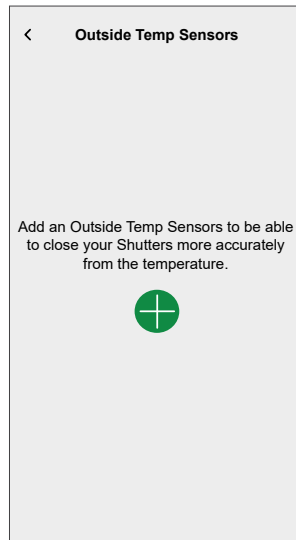 Outside Temp Sensors
Add an Outside Temp Sensors to be able
to close your Shutters more accurately
from the temperature.